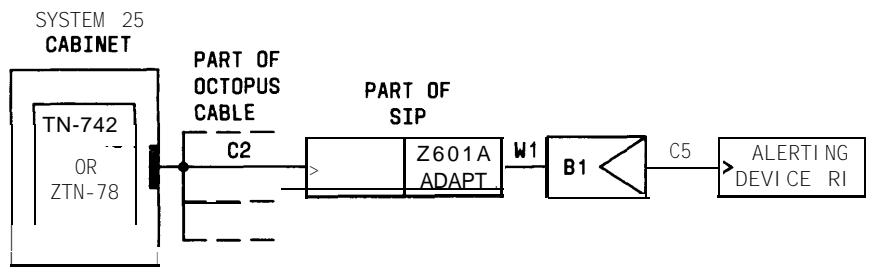 SYSTEM 25
CABINET
PART OF
OCTOPUS
CABLE
PART OF
SIP
TN-742
OR
ZTN-78
C2
Z601A
ADAPT
W1
B1
C5
ALERTING
DEVICE RI